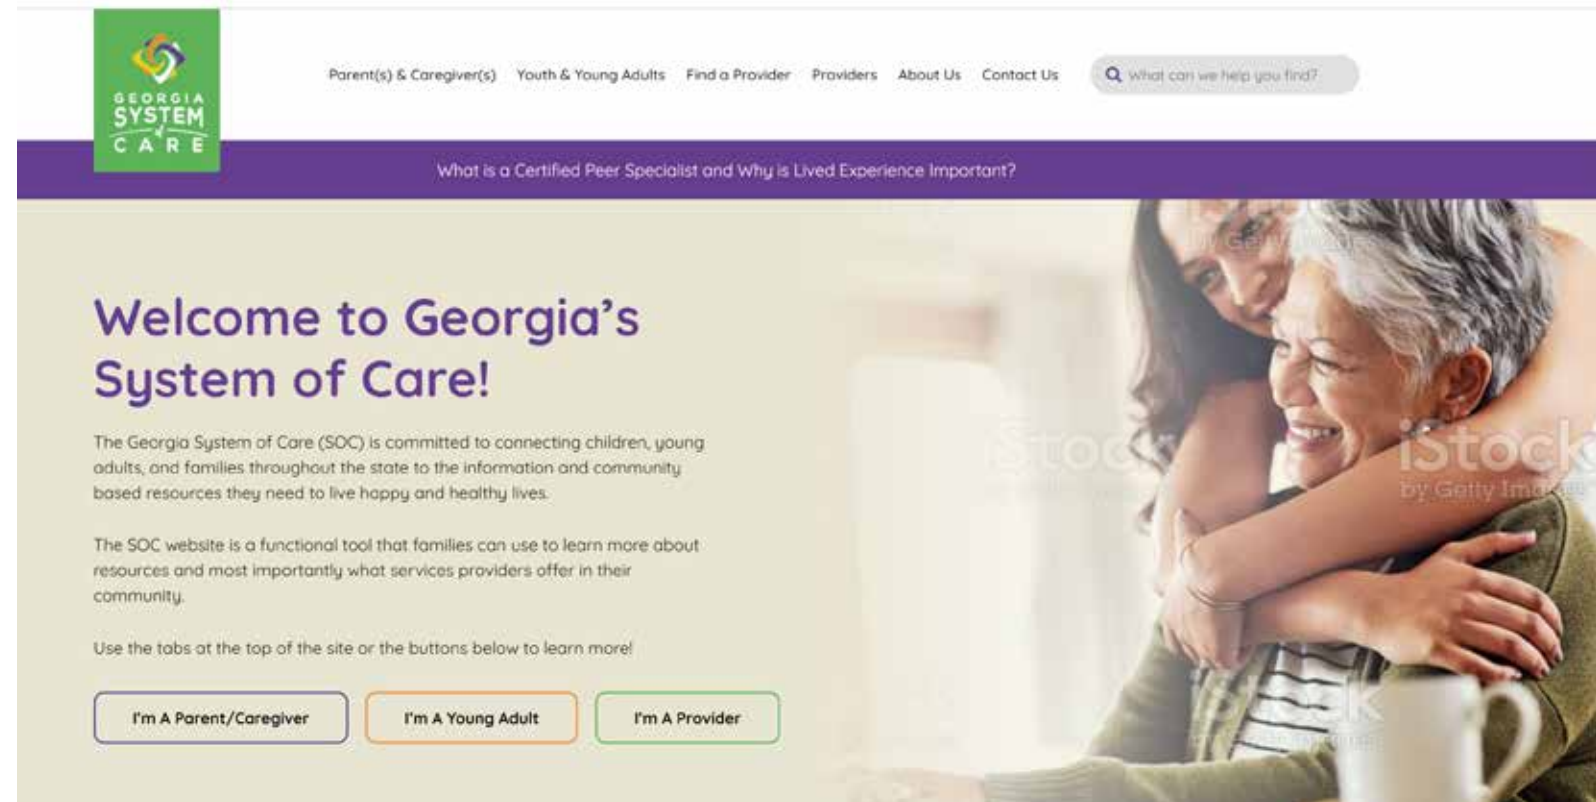 GEORGIA
SYSTEM
of
CARE
Parent(s) & Caregiver(s) Youth & Young Adults Find a Provider Providers About Us Contact Us What can we help you find?
What is a Certified Peer Specialist and Why is Lived Experience Important?
Welcome to Georgia's
System of Care!
The Georgia System of Care (SOC) is committed to connecting children, young
adults, and families throughout the state to the information and community
based resources they need to live happy and healthy lives.
The SOC website is a functional tool that families can use to learn more about
resources and most importantly what services providers offer in their
community.
Use the tabs at the top of the site or the buttons below to learn more!
I'm A Parent/Caregiver I'm A Young Adult I'm A Provider
iStock
iStock
by Getty Images
iStock